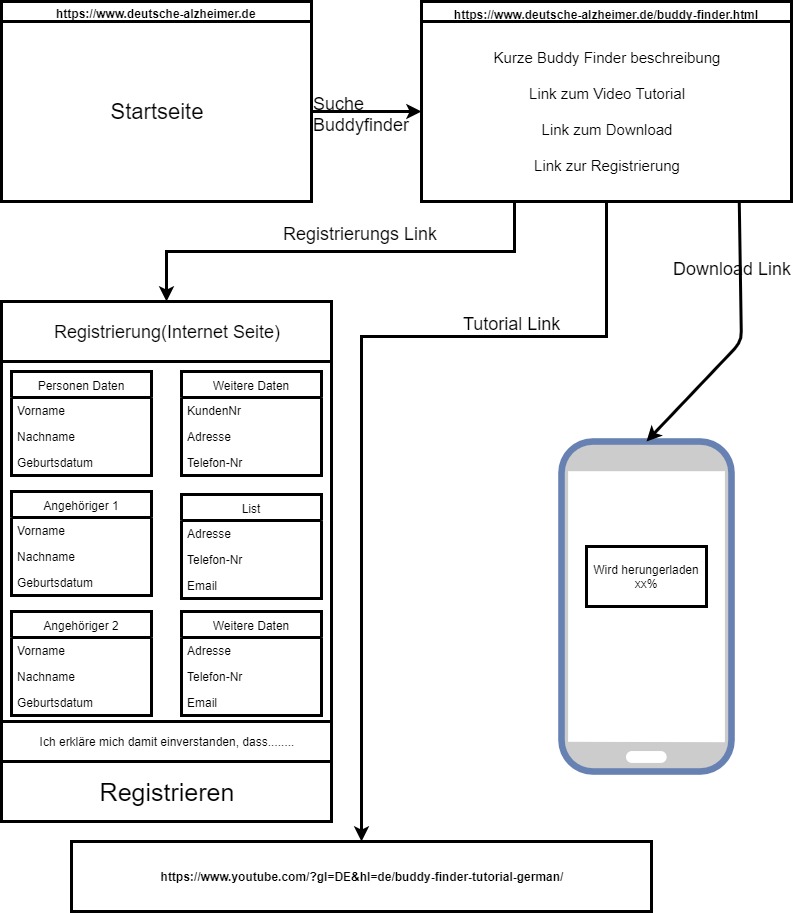 https://www.deutsche-alzheimer.de
Startseite
Suche
Buddyfinder
https://www.deutsche-alzheimer.de/buddy-finder.html
Kurze Buddy Finder beschreibung
Link zum Video Tutorial
Link zum Download
Link zur Registrierung
Registrierungs Link
Tutorial Link
Download Link
Registrierung(Internet Seite)
Personen Daten
Vorname
Nachname
Geburtsdatum
Weitere Daten
KundenNr
Adresse
Telefon-Nr
Angehöriger 1
Vorname
Nachname
Geburtsdatum
List
Adresse
Telefon-Nr
Email
Angehöriger 2
Vorname
Nachname
Geburtsdatum
Weitere Daten
Adresse
Telefon-Nr
Email
Ich erkläre mich damit einverstanden, dass........
Registrieren
Wird herungerladen
xx%
https://www.youtube.com/?gl=DE&hl=de/buddy-finder-tutorial-german/